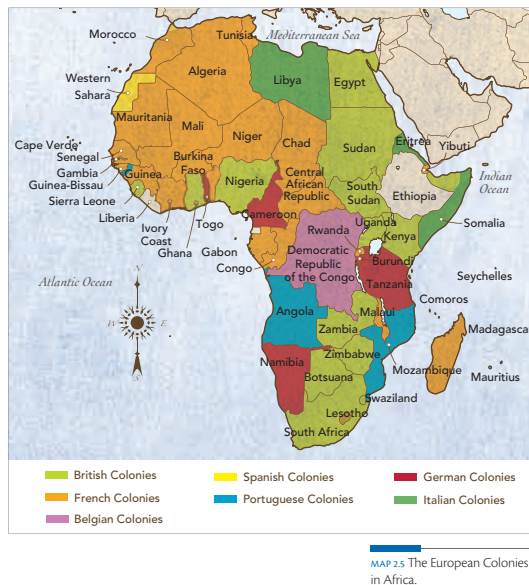 Morocco
Tunisia
Mediterranean Sea
Algeria
Libya
Egypt
Western
Sahara
Mauritania
Mali
Niger
Chad
Sudan
Eritrea
Yibuti
Cape Verde
Senegal
Gambia
Guinea-Bissau
Guinea
Sierra Leone
Liberia
Ivory
Coast
Burkina
Faso
Ghana
Togo
Nigeria
Cameroon
Central
African
Republic
South
Sudan
Ethiopia
Indian
Ocean
Somalia
Gabon
Congo
Democratic
Republic
of the Congo
Rwanda
Uganda
Kenya
Burundi
Tanzania
Seychelles
Comoros
Atlantic Ocean
N
W
E
S
Angola
Zambia
Malaui
Madagascar
Mozambique
Mauritius
Namibia
Zimbabwe
Botsuana
Swaziland
Lesotho
South Africa
British Colonies
Spanish Colonies
German Colonies
French Colonies
Portuguese Colonies
Italian Colonies
Belgian Colonies
MAP 2.5 The European Colonies
in Africa.